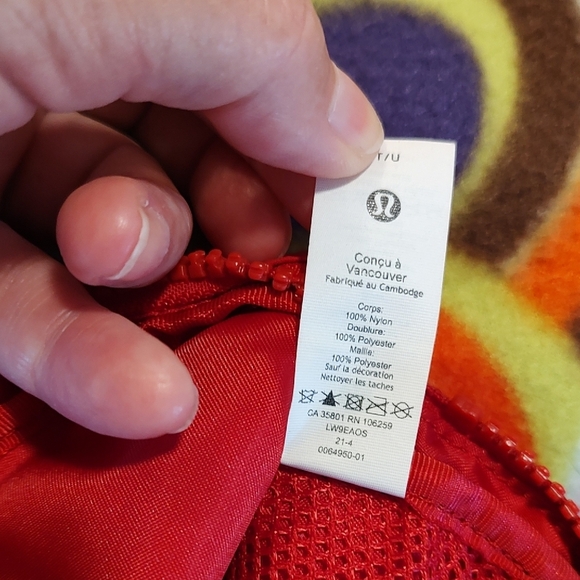 T/U
Conçu à
Vancouver
Fabriqué au Cambodge
Corps:
100% Nylon
Doublure:
100% Polyester
Maille:
100% Polyester
Sauf la décoration
Nettoyer les taches
CA 35801 RN 106259
LW9EAOS
21-4
0064950-01